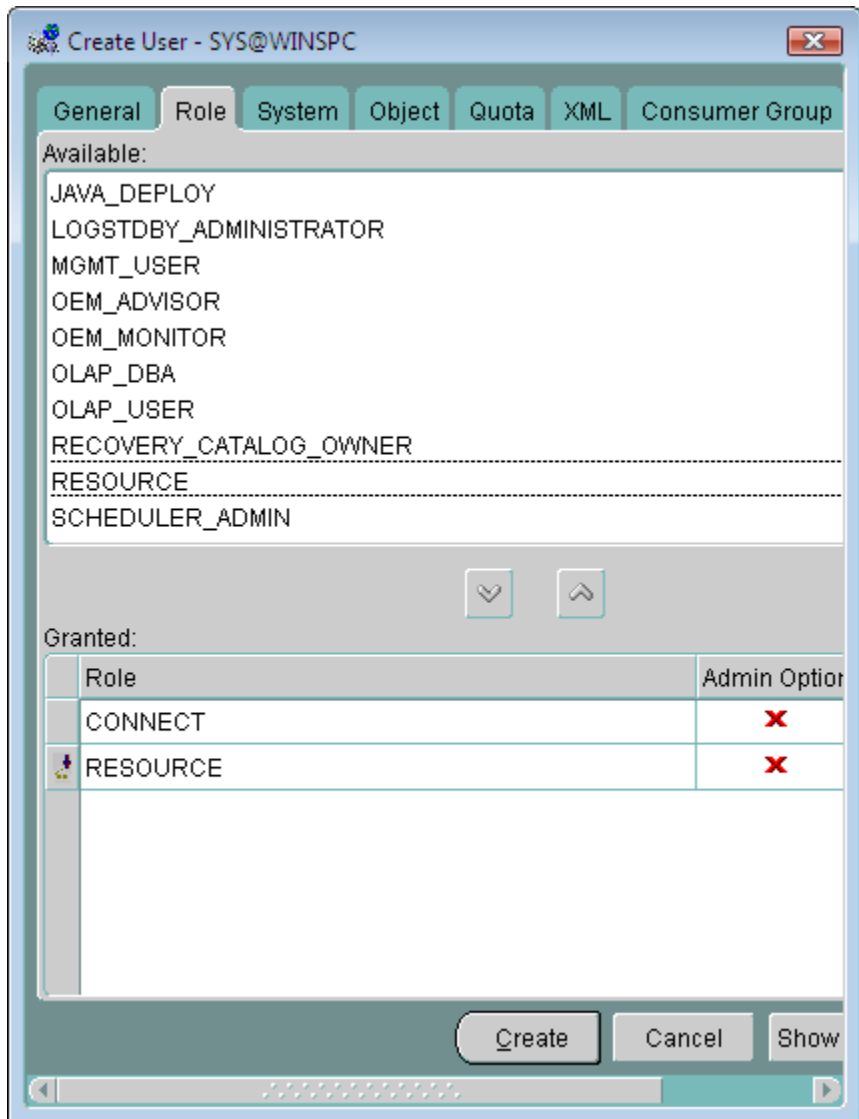 Create User - SYS@WINSPC
General Role System Object Quota XML Consumer Group
Available:
JAVA_DEPLOY
LOGSTDBY_ADMINISTRATOR
MGMT_USER
OEM_ADVISOR
OEM_MONITOR
OLAP_DBA
OLAP_USER
RECOVERY_CATALOG_OWNER
RESOURCE
SCHEDULER_ADMIN
Granted:
Role Admin Option
CONNECT
RESOURCE
Create Cancel Show